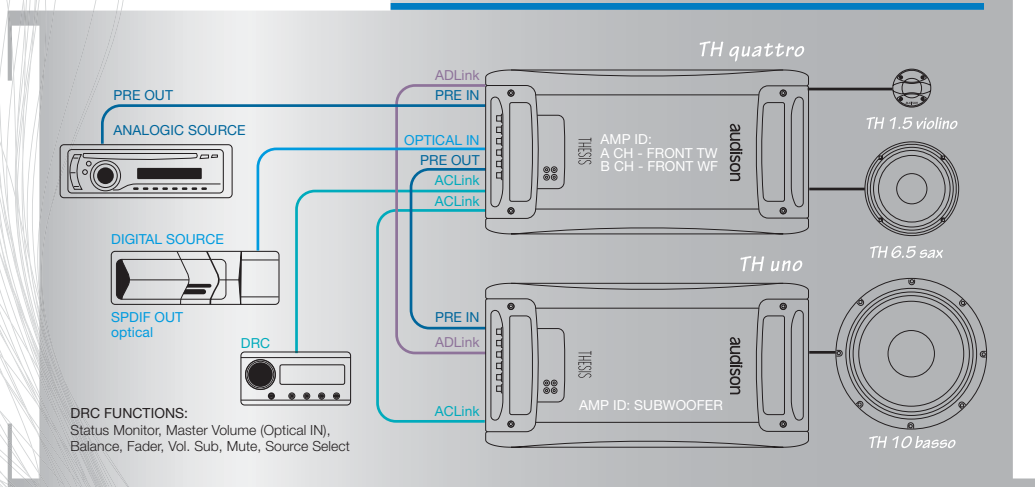 TH quattro
ADLink
PRE OUT
PRE IN
ANALOGIC SOURCE
OPTICAL IN
PRE OUT
ACLink
ACLink
THESIS
AMP ID:
A CH - FRONT TW
B CH - FRONT WF
audison
TH 1.5 violino
TH 6.5 sax
DIGITAL SOURCE
SPDIF OUT
optical
TH uno
PRE IN
ADLink
DRC
ACLink
THESIS
audison
AMP ID: SUBWOOFER
TH 10 basso
DRC FUNCTIONS:
Status Monitor, Master Volume (Optical IN),
Balance, Fader, Vol. Sub, Mute, Source Select